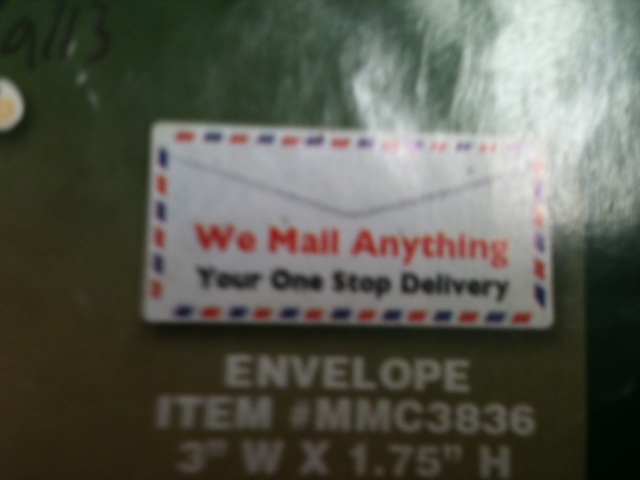 We Mail Anything
Your One Stop Delivery
ENVELOPE
ITEM #MMC3836
3" W X 1.75" H